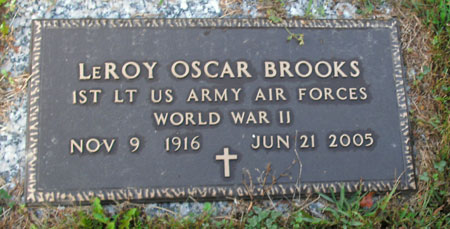 LeROY OSCAR BROOKS
1ST LT US ARMY AIR FORCES
WORLD WAR II
NOV 9 1916 JUN 21 2005